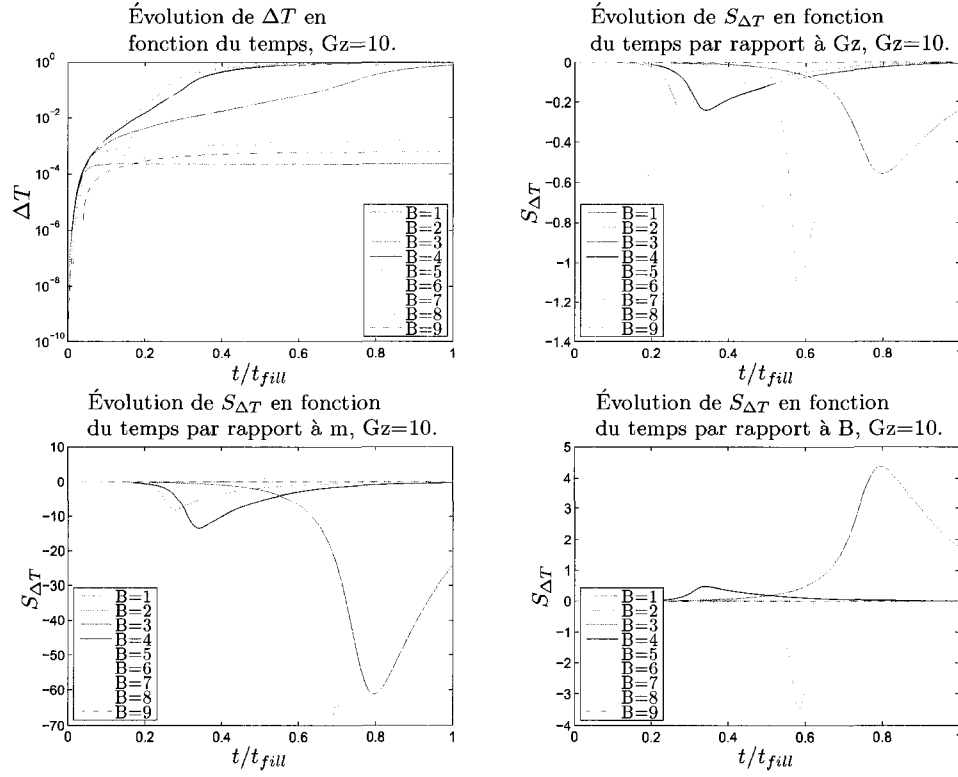 Évolution de ΔT en
fonction du temps, Gz=10.
10⁰
10⁻²
10⁻⁴
10⁻⁶
10⁻⁸
10⁻¹⁰
ΔT
B=1
B=2
B=3
B=4
B=5
B=6
B=7
B=8
B=9
0
0.2
0.4
0.6
0.8
1
t/t_fill
Évolution de S_ΔT en fonction
du temps par rapport à Gz, Gz=10.
0
−0.2
−0.4
−0.6
−0.8
−1
−1.2
−1.4
S_ΔT
B=1
B=2
B=3
B=4
B=5
B=6
B=7
B=8
B=9
0
0.2
0.4
0.6
0.8
1
t/t_fill
Évolution de S_ΔT en fonction
du temps par rapport à m, Gz=10.
10
0
−10
−20
−30
−40
−50
−60
−70
S_ΔT
B=1
B=2
B=3
B=4
B=5
B=6
B=7
B=8
B=9
0
0.2
0.4
0.6
0.8
1
t/t_fill
Évolution de S_ΔT en fonction
du temps par rapport à B, Gz=10.
5
4
3
2
1
0
−1
−2
−3
−4
S_ΔT
B=1
B=2
B=3
B=4
B=5
B=6
B=7
B=8
B=9
0
0.2
0.4
0.6
0.8
1
t/t_fill